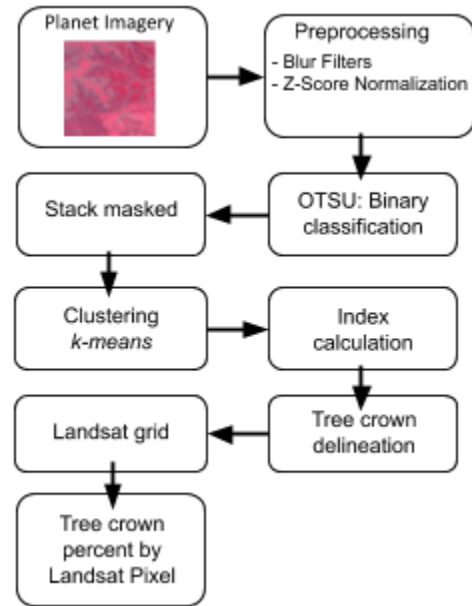 Planet Imagery
Preprocessing
- Blur Filters
- Z-Score Normalization
OTSU: Binary
classification
Stack masked
Clustering
k-means
Index
calculation
Tree crown
delineation
Landsat grid
Tree crown
percent by
Landsat Pixel